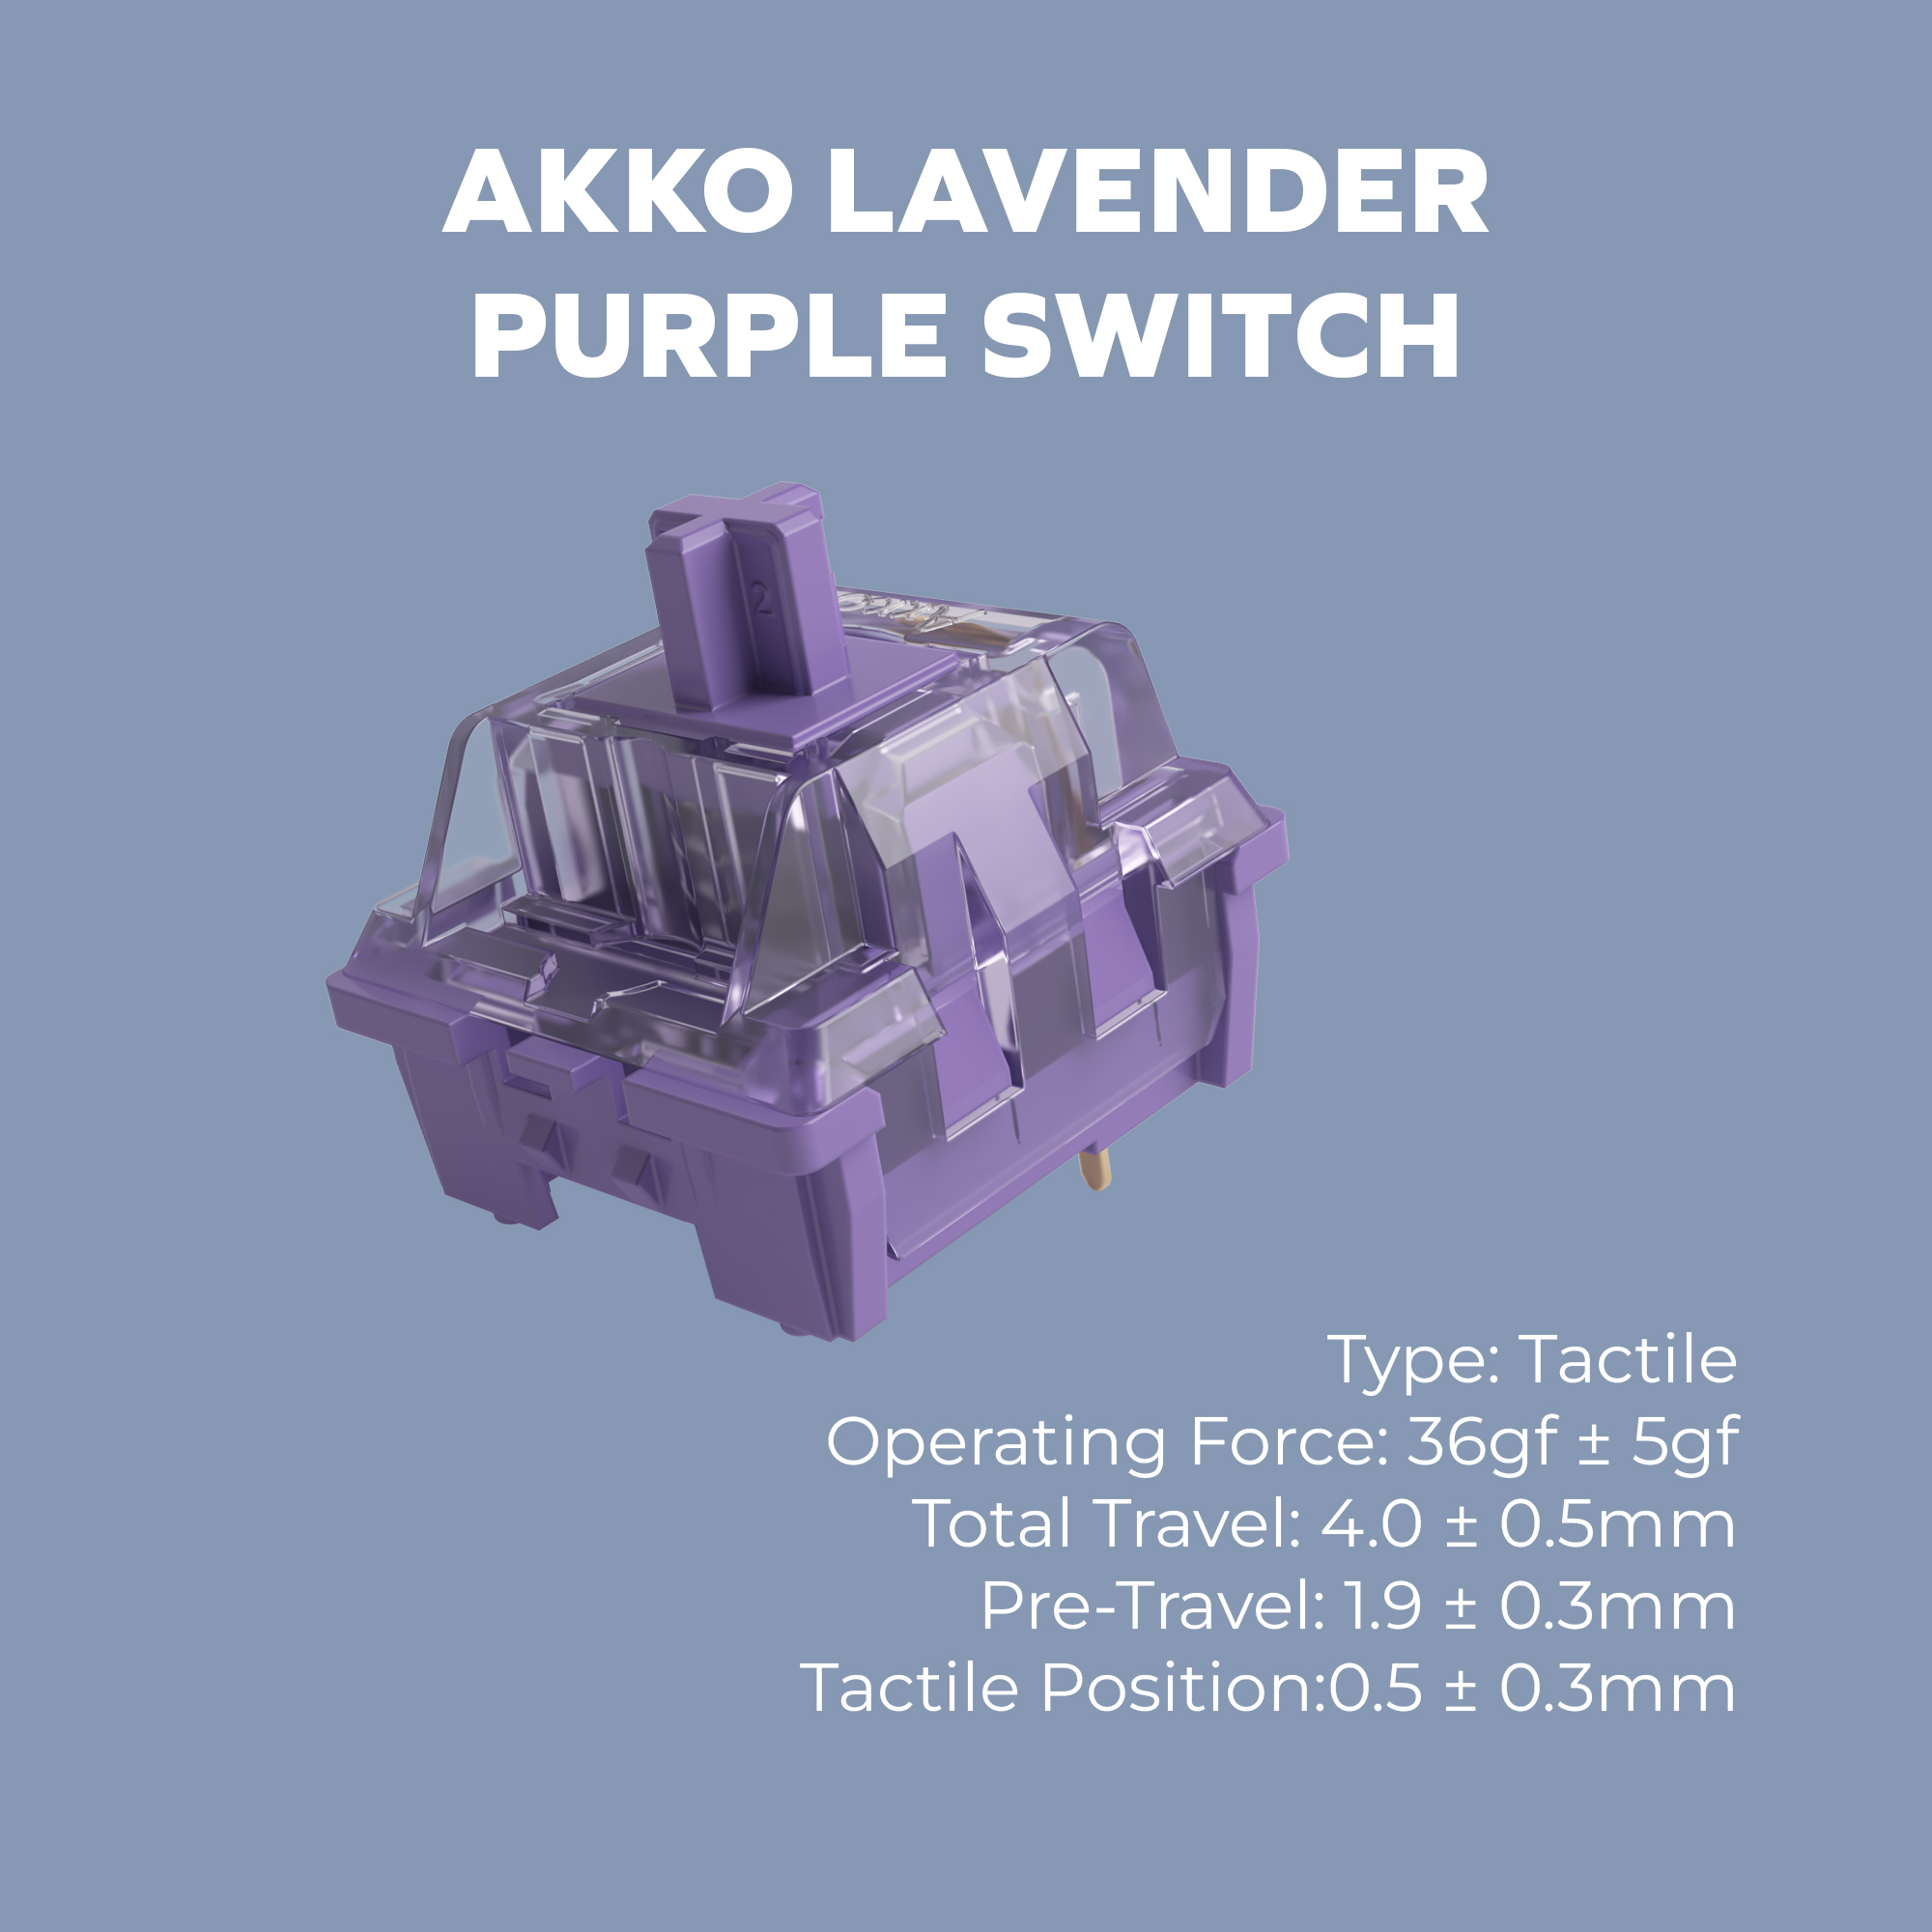 AKKO LAVENDER
PURPLE SWITCH
2
Type: Tactile
Operating Force: 36gf ± 5gf
Total Travel: 4.0 ± 0.5mm
Pre-Travel: 1.9 ± 0.3mm
Tactile Position:0.5 ± 0.3mm